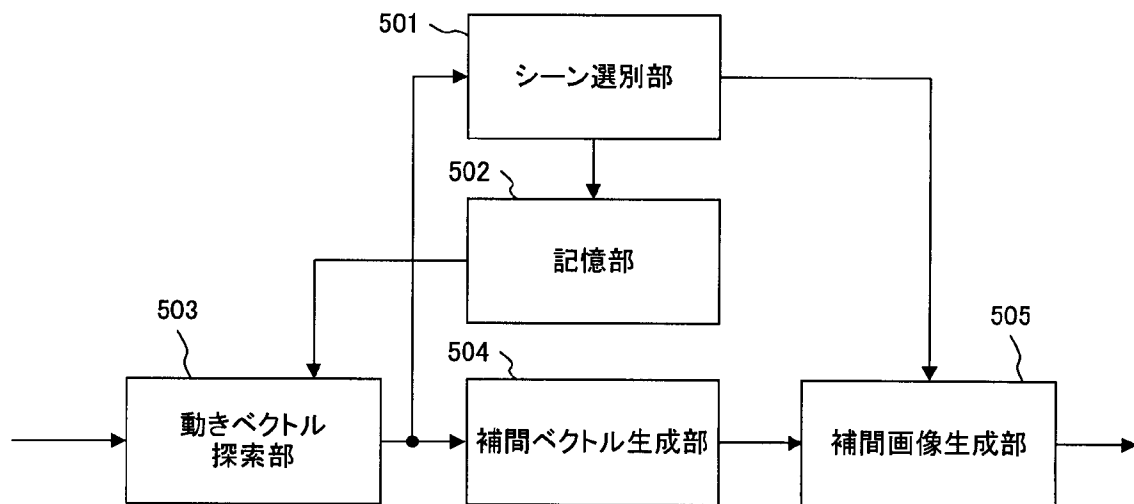 501
シーン選別部
502
記憶部
503
動きベクトル
探索部
504
補間ベクトル生成部
505
補間画像生成部